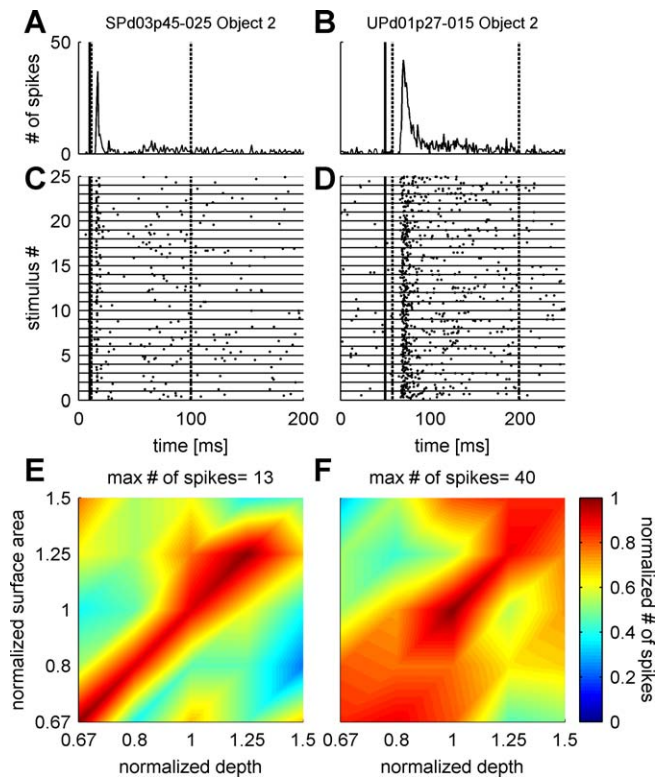 A SPd03p45-025 Object 2
B UPd01p27-015 Object 2
# of spikes
50
0
C
D
stimulus #
25
20
15
10
5
0
0 100 200
time [ms]
0 100 200
time [ms]
E max # of spikes= 13
F max # of spikes= 40
normalized surface area
1.5
1.25
1
0.8
0.67
0.67 0.8 1 1.25 1.5
normalized depth
0.67 0.8 1 1.25 1.5
normalized depth
1
0.8
0.6
0.4
0.2
0
normalized # of spikes